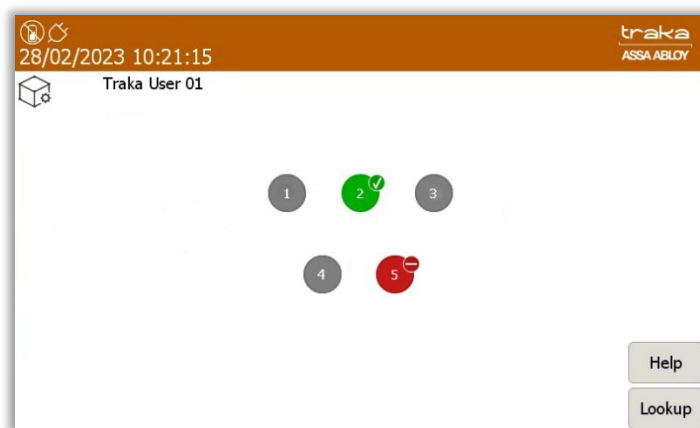 traka
28/02/2023 10:21:15
ASSA ABLOY
Traka User 01
1 2 3
4 5
Help
Lookup